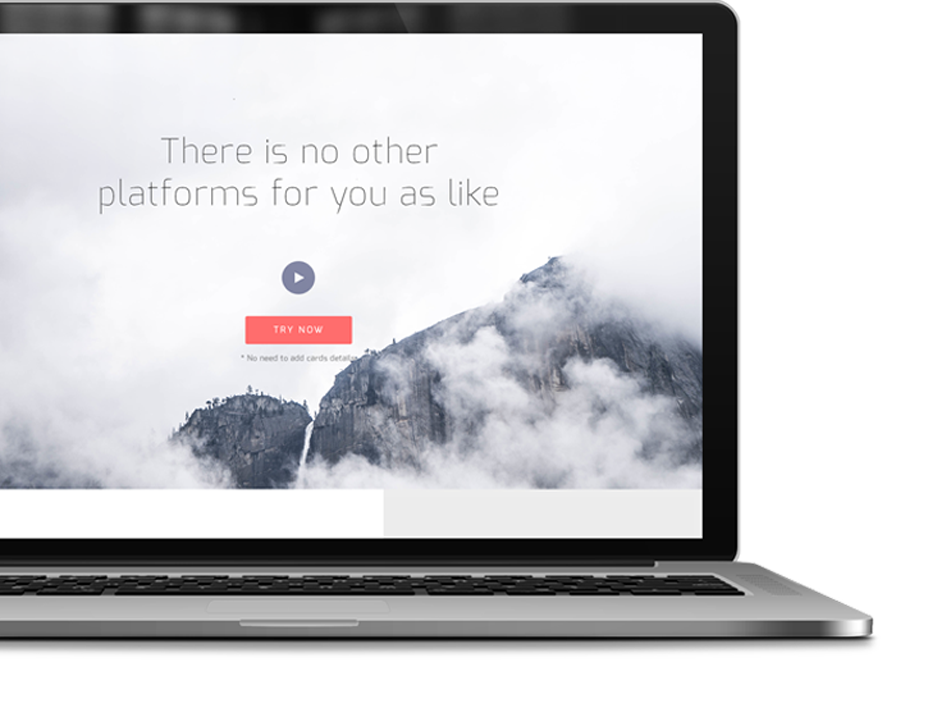 There is no other
platforms for you as like
TRY NOW
* No need to add cards details